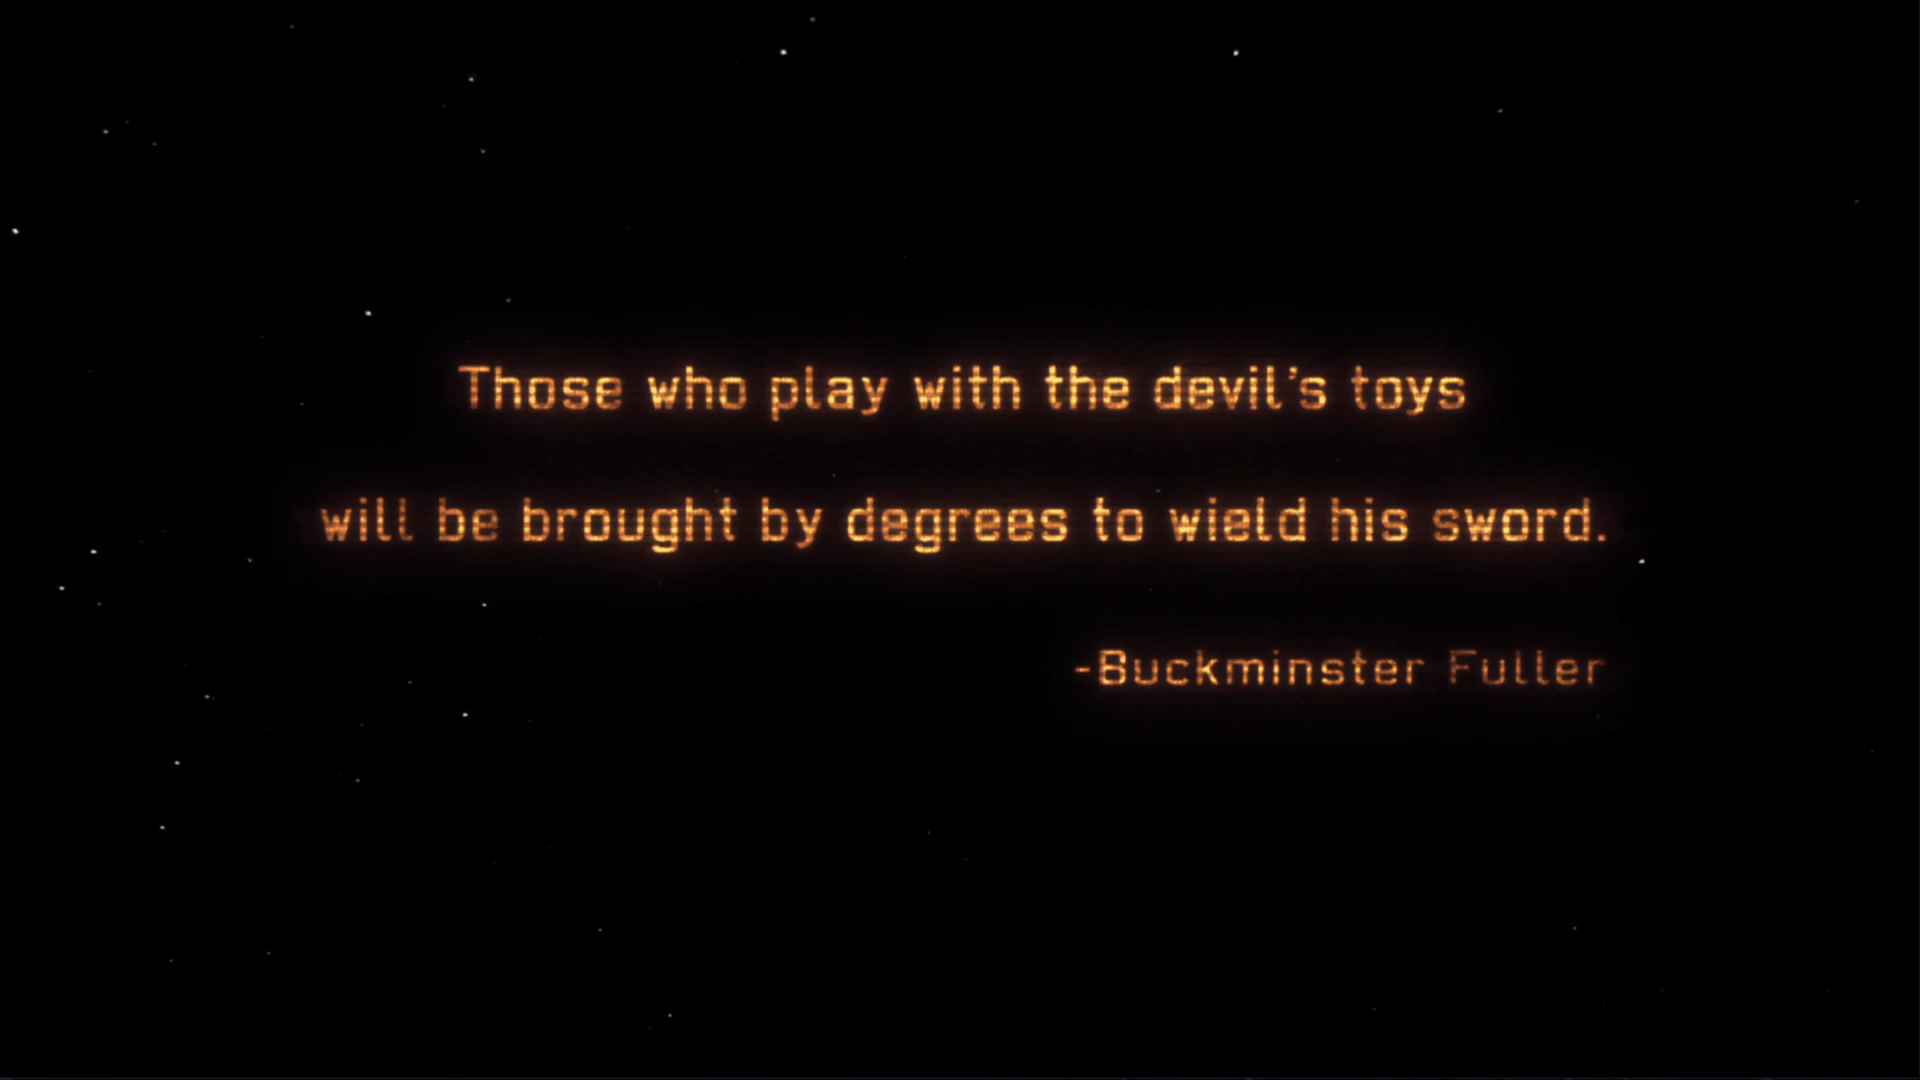 Those who play with the devil's toys
will be brought by degrees to wield his sword.
-Buckminster Fuller